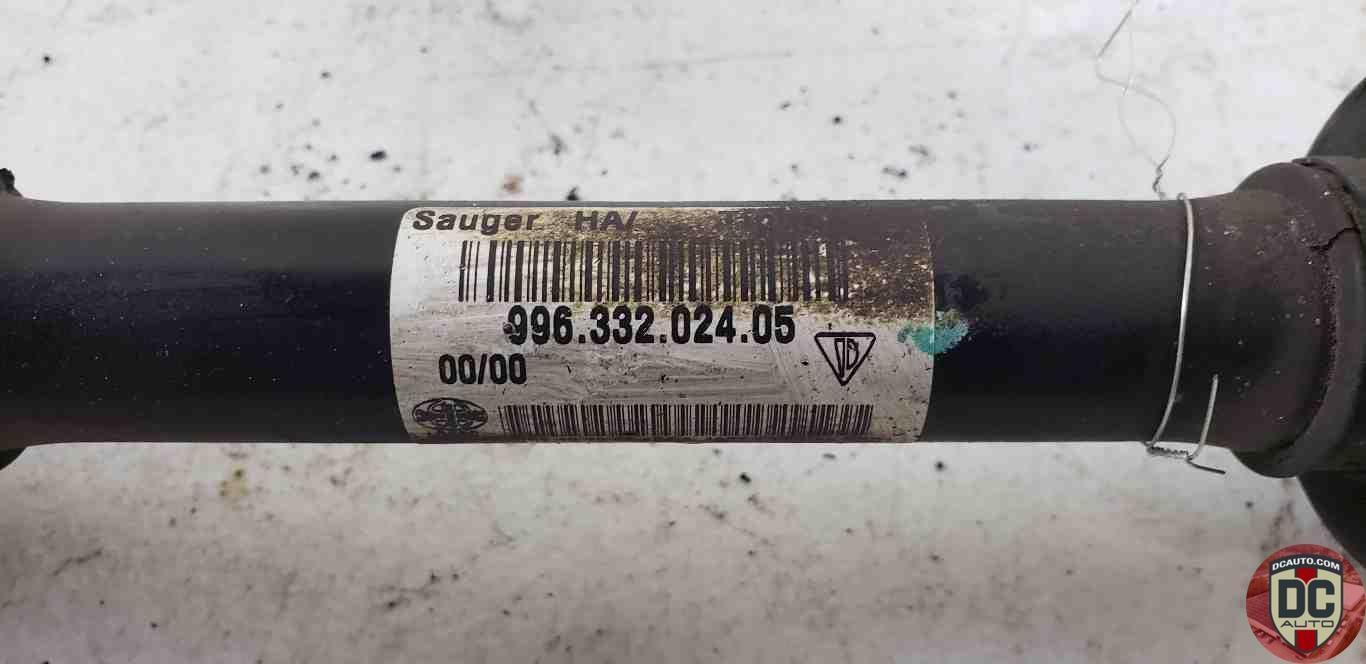 Sauger HA/
996.332.024.05
00/00
DCAUTO.COM
DC
AUTO